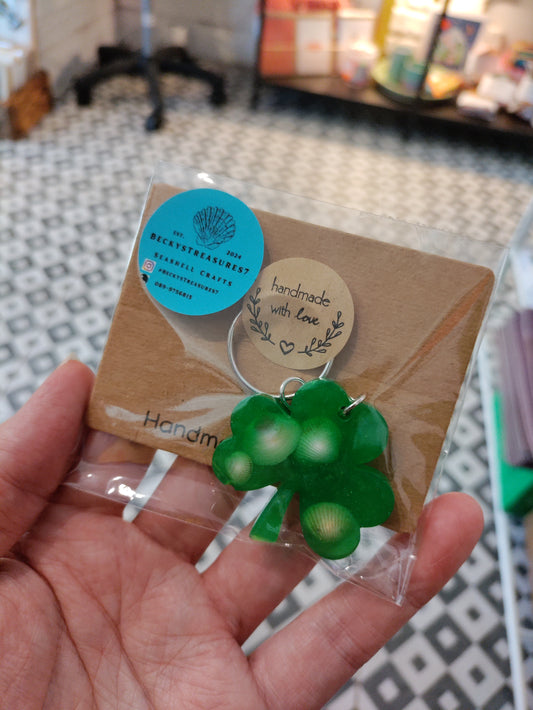 EST. 2024
BECKYSTREASURES7
SEASHELL CRAFTS
#BECKYSTREASURES7
handmade
with love
Handm